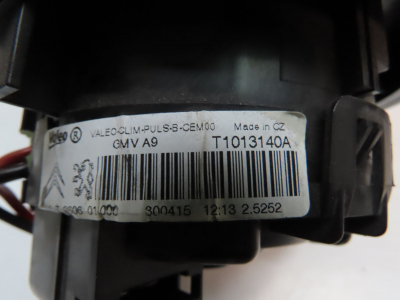 Valeo® VALEO-CLIM-PULS-B-CEM00 Made in CZ
GMV A9 T1013140A
01.000 300415 12:13 2.5252